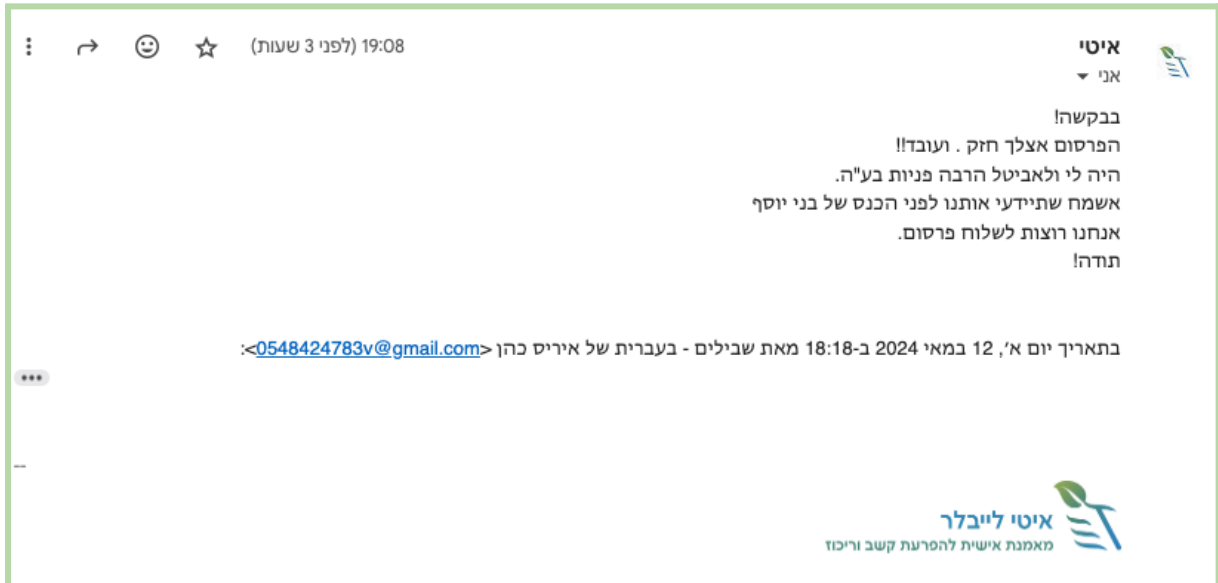 איטי
19:08 (לפני 3 שעות)
אני
בבקשה!
הפרסום אצלך חזק . ועובד!!
היה לי ולאביטל הרבה פניות בע"ה.
אשמח שתיידעי אותנו לפני הכנס של בני יוסף
אנחנו רוצות לשלוח פרסום.
תודה!
בתאריך יום א׳, 12 במאי 2024 ב-18:18 מאת שבילים - בעברית של איריס כהן <0548424783v@gmail.com>:
--
איטי לייבלר
מאמנת אישית להפרעת קשב וריכוז